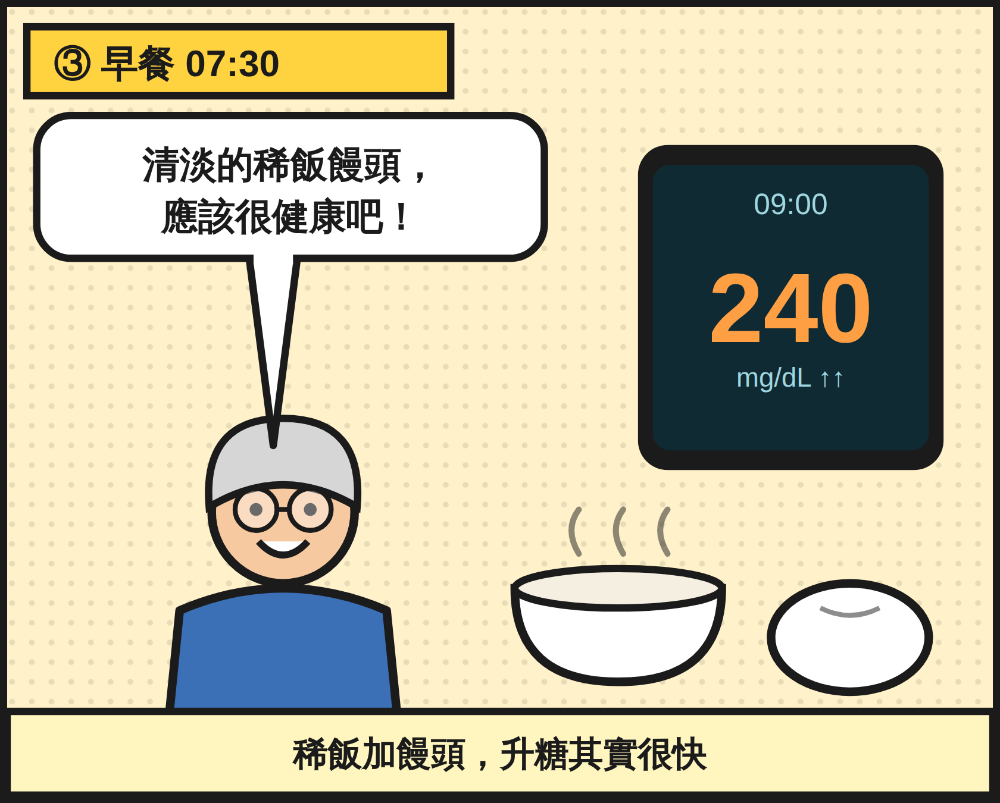 ③ 早餐 07:30
清淡的稀飯饅頭，
應該很健康吧！
09:00
240
mg/dL ↑↑
稀飯加饅頭，升糖其實很快